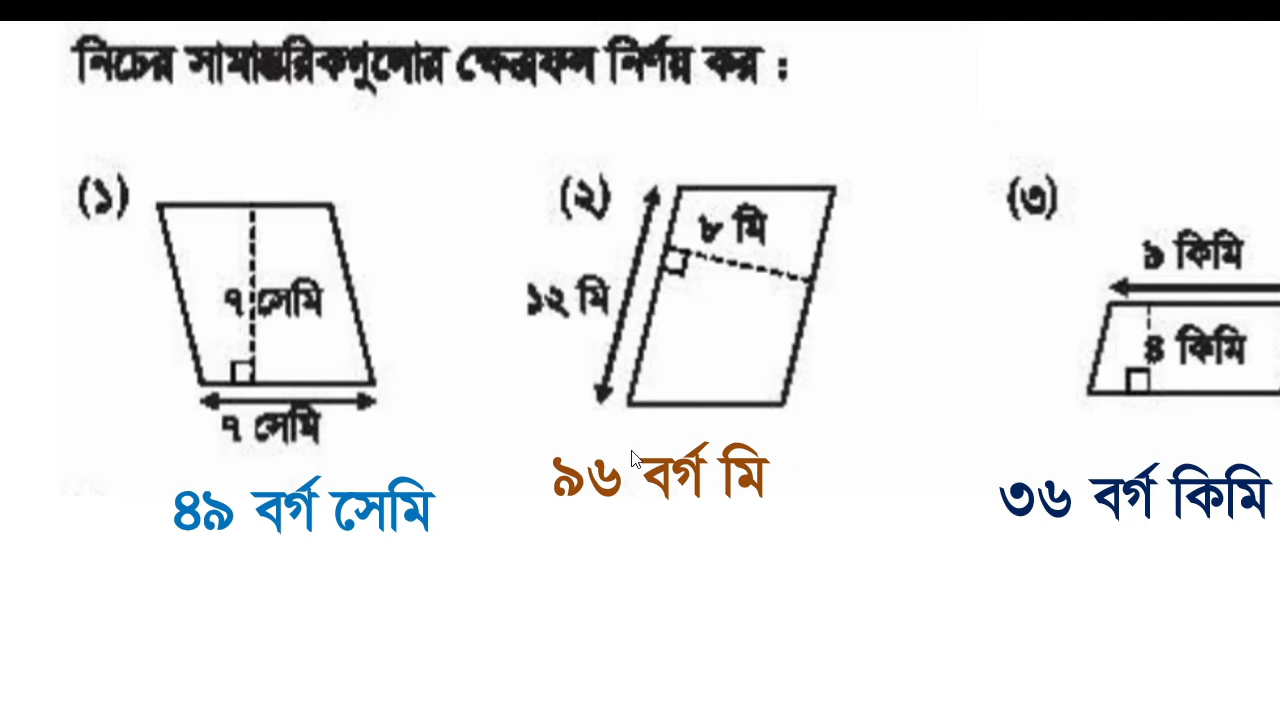 নিচের সামান্তরিকগুলোর ক্ষেত্রফল নির্ণয় কর :
(১)
৭ সেমি
৭ সেমি
৪৯ বর্গ সেমি
(২)
৮ মি
১২ মি
৯৬ বর্গ মি
(৩)
৯ কিমি
৪ কিমি
৩৬ বর্গ কিমি